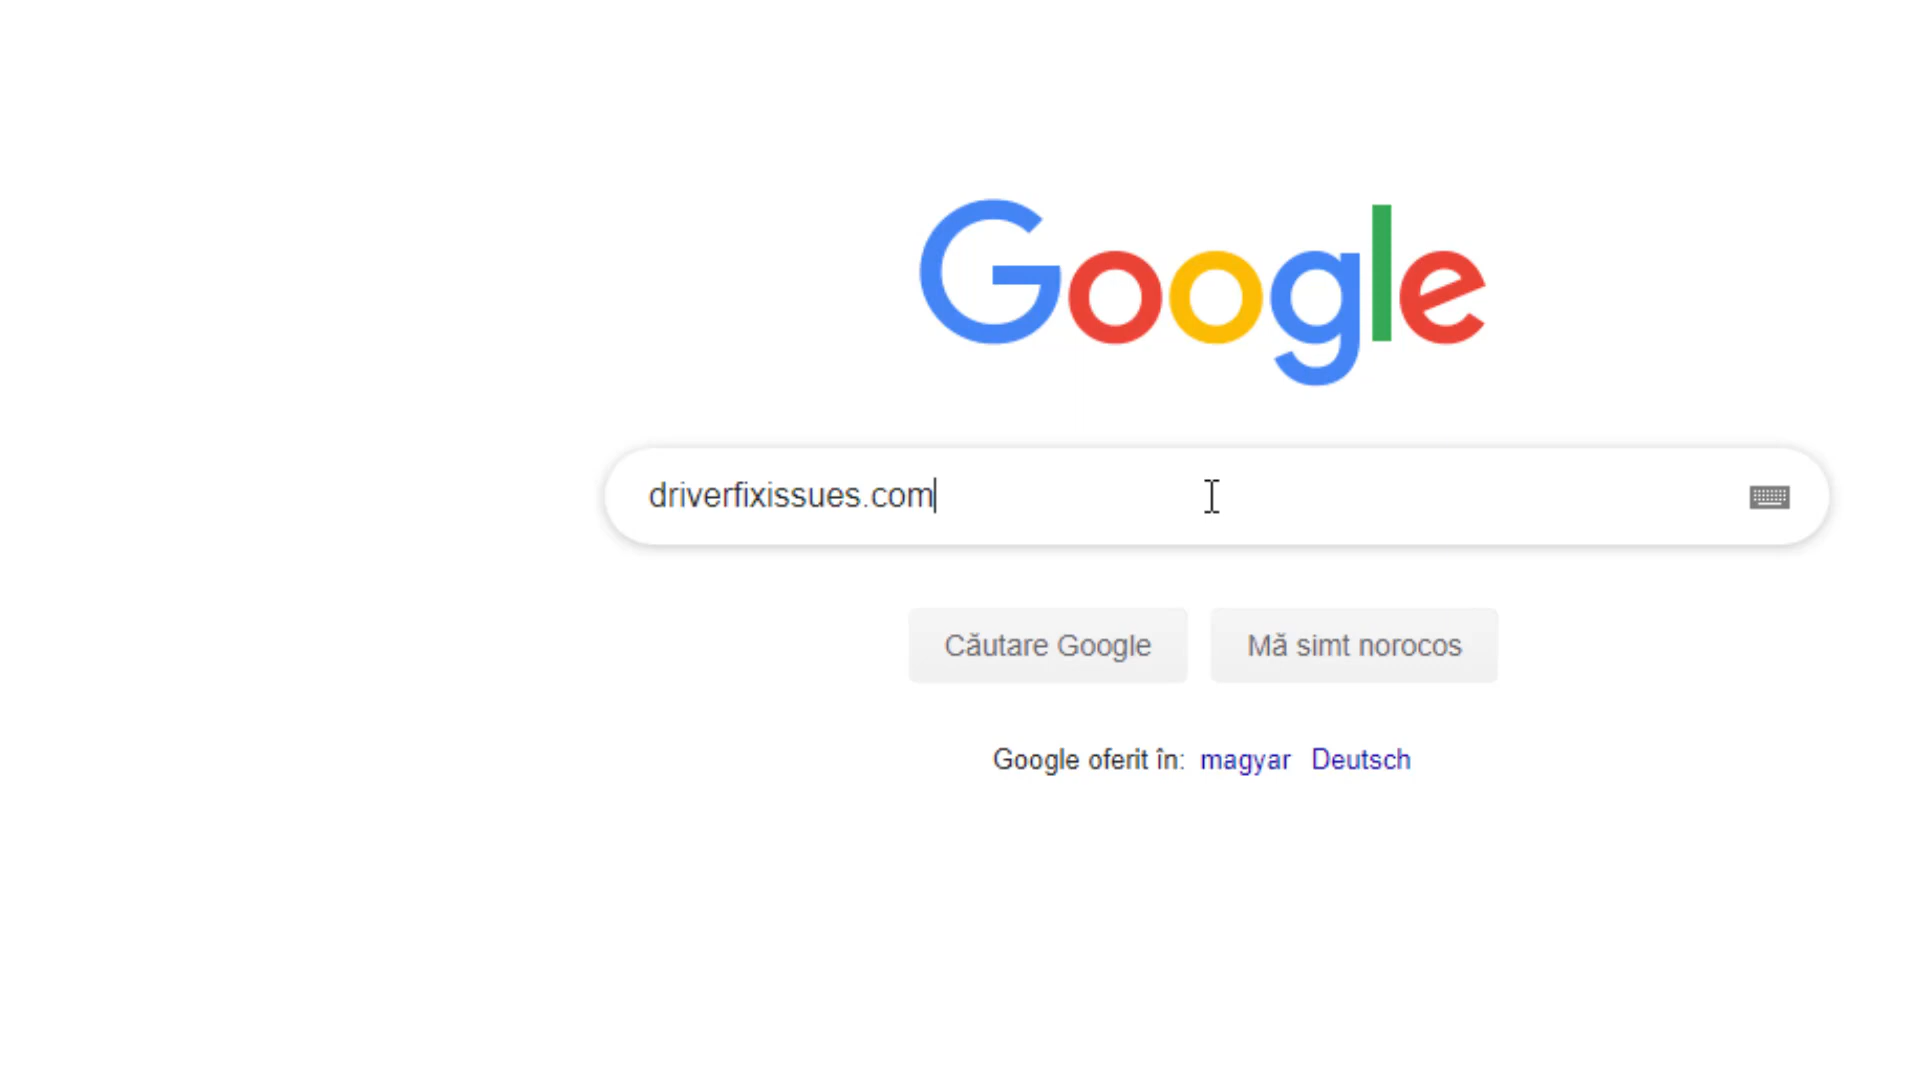 Google
driverfixissues.com
Căutare Google
Mă simt norocos
Google oferit în: magyar Deutsch